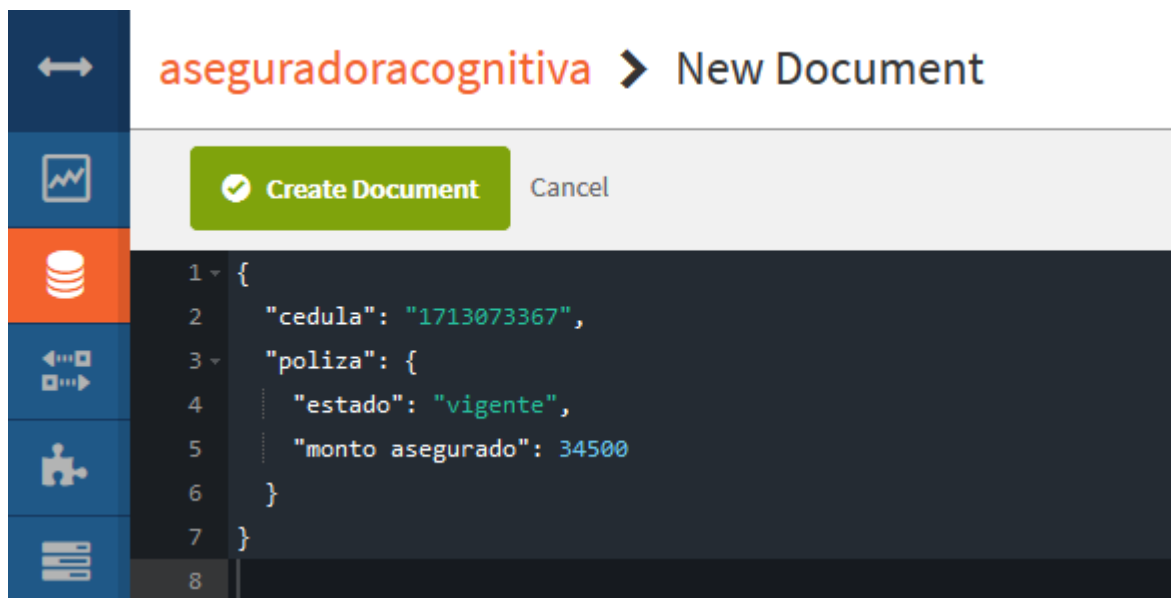 aseguradoracognitiva > New Document
Create Document Cancel
1 {
2 "cedula": "1713073367",
3 "poliza": {
4 "estado": "vigente",
5 "monto asegurado": 34500
6 }
7 }
8